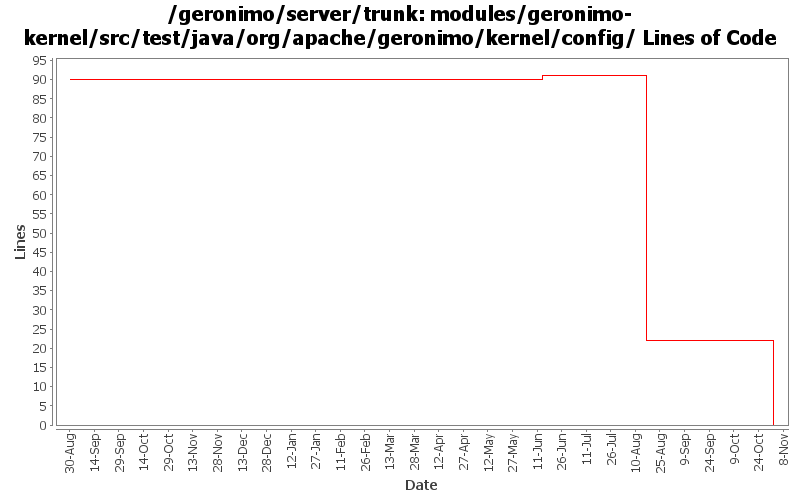 /geronimo/server/trunk: modules/geronimo-
kernel/src/test/java/org/apache/geronimo/kernel/config/ Lines of Code
95
90
85
80
75
70
65
60
55
50
45
40
35
30
25
20
15
10
5
0
Lines
30-Aug
14-Sep
29-Sep
14-Oct
29-Oct
13-Nov
28-Nov
13-Dec
28-Dec
12-Jan
27-Jan
11-Feb
26-Feb
13-Mar
28-Mar
12-Apr
27-Apr
12-May
27-May
11-Jun
26-Jun
11-Jul
26-Jul
10-Aug
25-Aug
9-Sep
24-Sep
9-Oct
24-Oct
8-Nov
Date